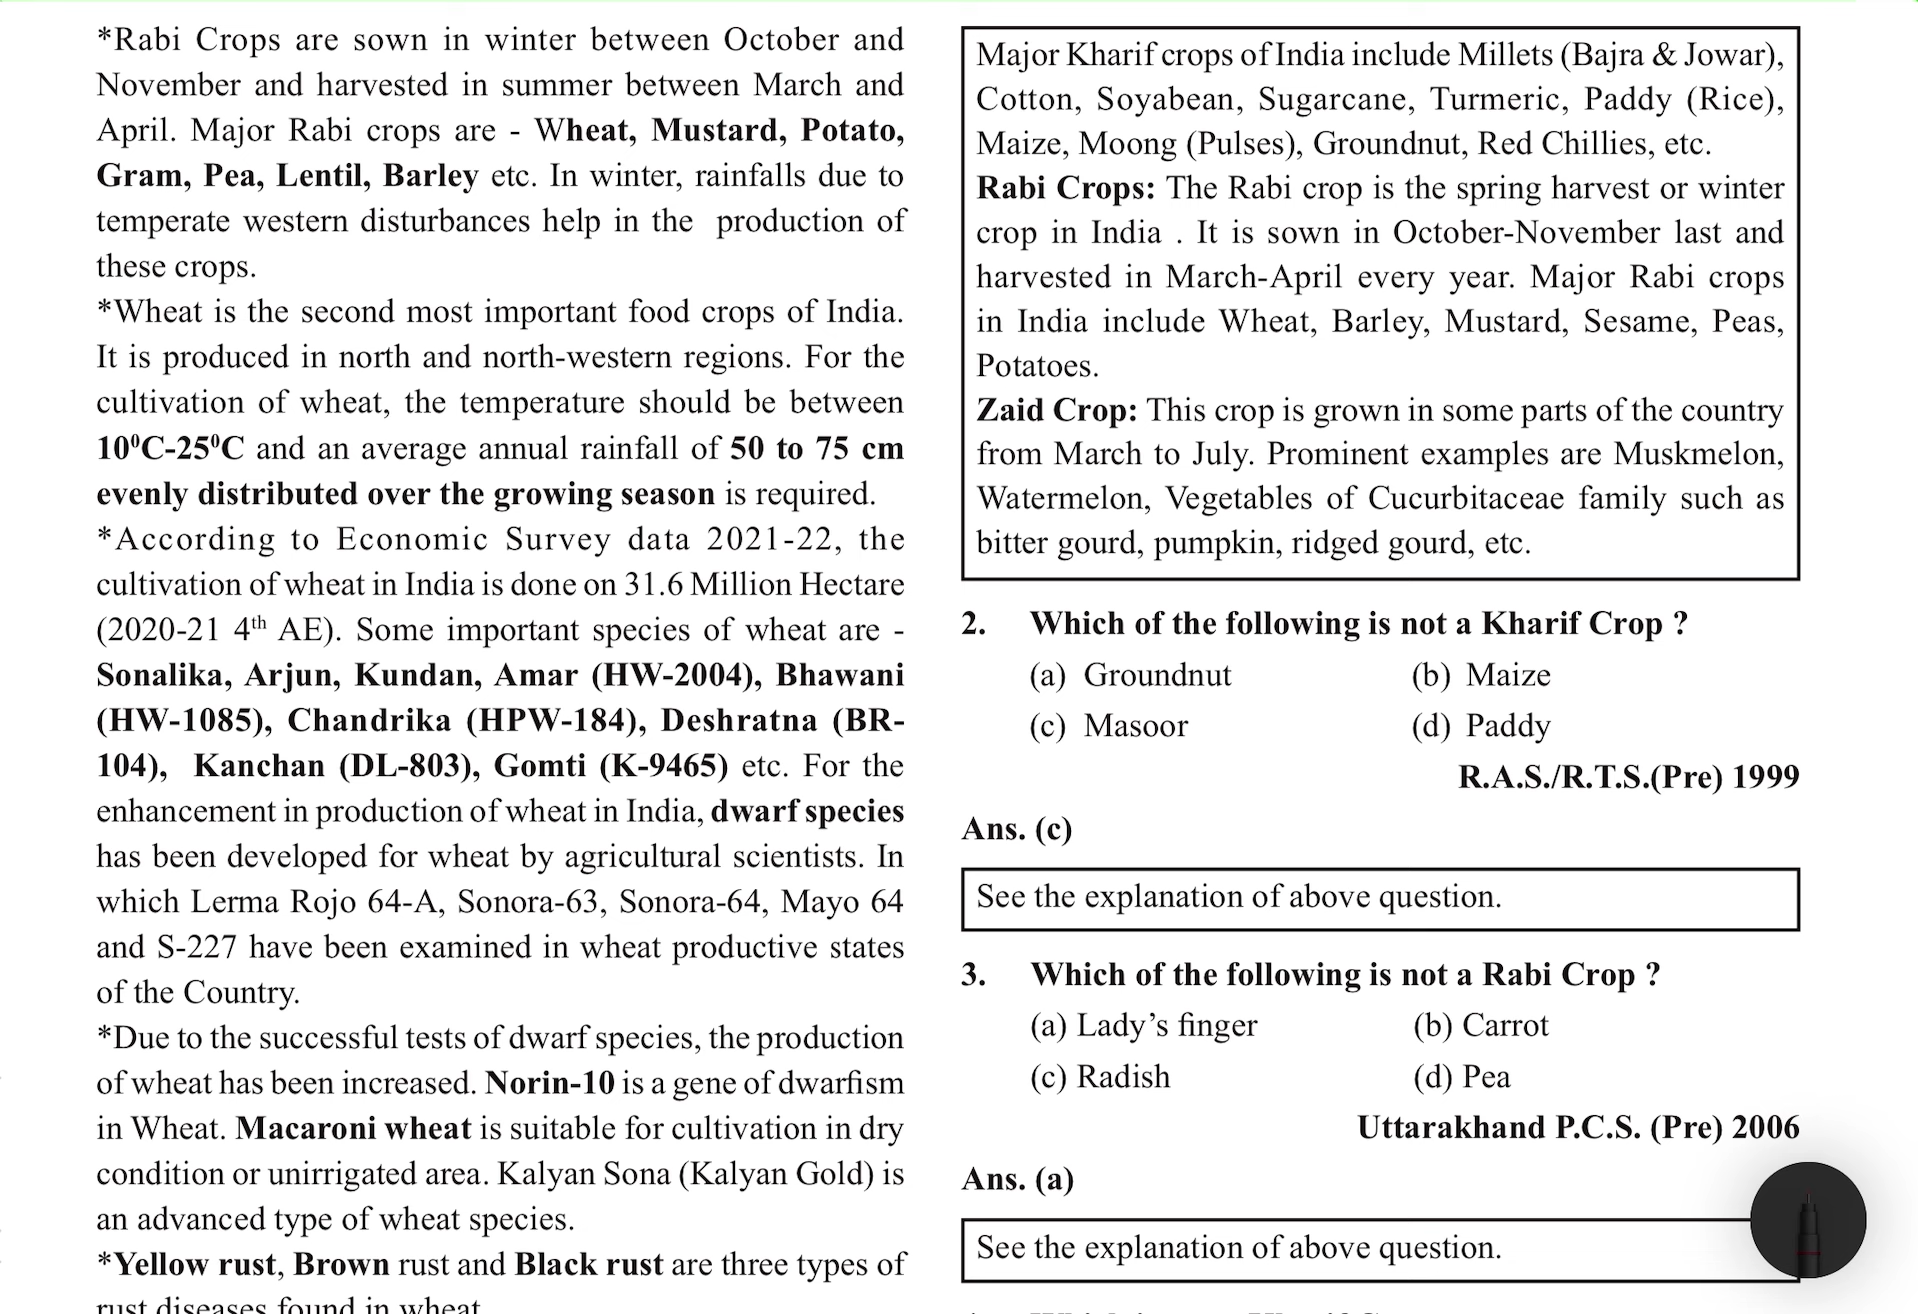 *Rabi Crops are sown in winter between October and
November and harvested in summer between March and
April. Major Rabi crops are - Wheat, Mustard, Potato,
Gram, Pea, Lentil, Barley etc. In winter, rainfalls due to
temperate western disturbances help in the production of
these crops.
*Wheat is the second most important food crops of India.
It is produced in north and north-western regions. For the
cultivation of wheat, the temperature should be between
10⁰C-25⁰C and an average annual rainfall of 50 to 75 cm
evenly distributed over the growing season is required.
*According to Economic Survey data 2021-22, the
cultivation of wheat in India is done on 31.6 Million Hectare
(2020-21 4th AE). Some important species of wheat are -
Sonalika, Arjun, Kundan, Amar (HW-2004), Bhawani
(HW-1085), Chandrika (HPW-184), Deshratna (BR-
104), Kanchan (DL-803), Gomti (K-9465) etc. For the
enhancement in production of wheat in India, dwarf species
has been developed for wheat by agricultural scientists. In
which Lerma Rojo 64-A, Sonora-63, Sonora-64, Mayo 64
and S-227 have been examined in wheat productive states
of the Country.
*Due to the successful tests of dwarf species, the production
of wheat has been increased. Norin-10 is a gene of dwarfism
in Wheat. Macaroni wheat is suitable for cultivation in dry
condition or unirrigated area. Kalyan Sona (Kalyan Gold) is
an advanced type of wheat species.
*Yellow rust, Brown rust and Black rust are three types of
rust diseases found in wheat
Major Kharif crops of India include Millets (Bajra & Jowar),
Cotton, Soyabean, Sugarcane, Turmeric, Paddy (Rice),
Maize, Moong (Pulses), Groundnut, Red Chillies, etc.
Rabi Crops: The Rabi crop is the spring harvest or winter
crop in India . It is sown in October-November last and
harvested in March-April every year. Major Rabi crops
in India include Wheat, Barley, Mustard, Sesame, Peas,
Potatoes.
Zaid Crop: This crop is grown in some parts of the country
from March to July. Prominent examples are Muskmelon,
Watermelon, Vegetables of Cucurbitaceae family such as
bitter gourd, pumpkin, ridged gourd, etc.
2. Which of the following is not a Kharif Crop ?
(a) Groundnut (b) Maize
(c) Masoor (d) Paddy
R.A.S./R.T.S.(Pre) 1999
Ans. (c)
See the explanation of above question.
3. Which of the following is not a Rabi Crop ?
(a) Lady’s finger (b) Carrot
(c) Radish (d) Pea
Uttarakhand P.C.S. (Pre) 2006
Ans. (a)
See the explanation of above question.